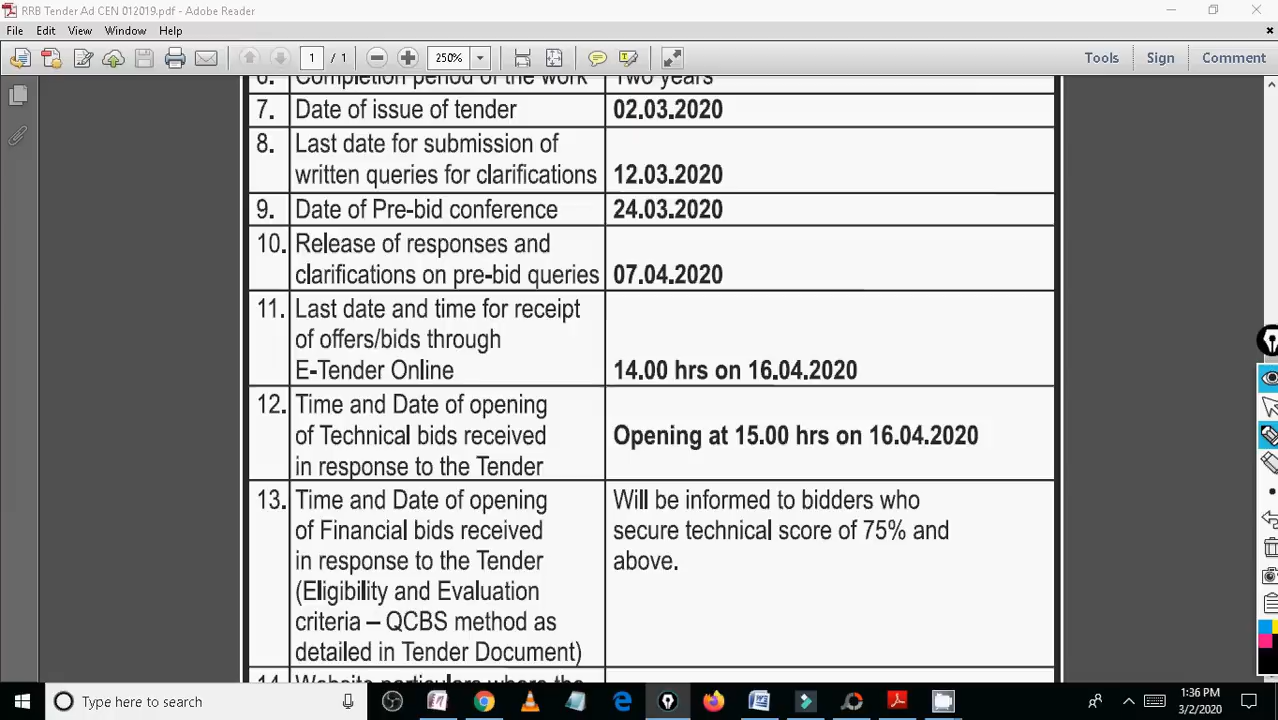 RRB Tender Ad CEN 012019.pdf - Adobe Reader
File Edit View Window Help
1 / 1 250% Tools Sign Comment
6. Completion period of the work Two years
7. Date of issue of tender 02.03.2020
8. Last date for submission of
written queries for clarifications 12.03.2020
9. Date of Pre-bid conference 24.03.2020
10. Release of responses and
clarifications on pre-bid queries 07.04.2020
11. Last date and time for receipt
of offers/bids through
E-Tender Online 14.00 hrs on 16.04.2020
12. Time and Date of opening
of Technical bids received Opening at 15.00 hrs on 16.04.2020
in response to the Tender
13. Time and Date of opening Will be informed to bidders who
of Financial bids received secure technical score of 75% and
in response to the Tender above.
(Eligibility and Evaluation
criteria – QCBS method as
detailed in Tender Document)
14. Website particulars where the
Type here to search
1:36 PM
3/2/2020